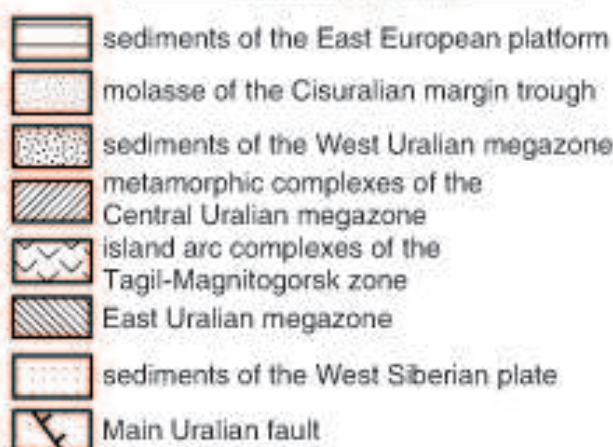 sediments of the East European platform
molasse of the Cisuralian margin trough
sediments of the West Uralian megazone
metamorphic complexes of the
Central Uralian megazone
island arc complexes of the
Tagil-Magnitogorsk zone
East Uralian megazone
sediments of the West Siberian plate
Main Uralian fault